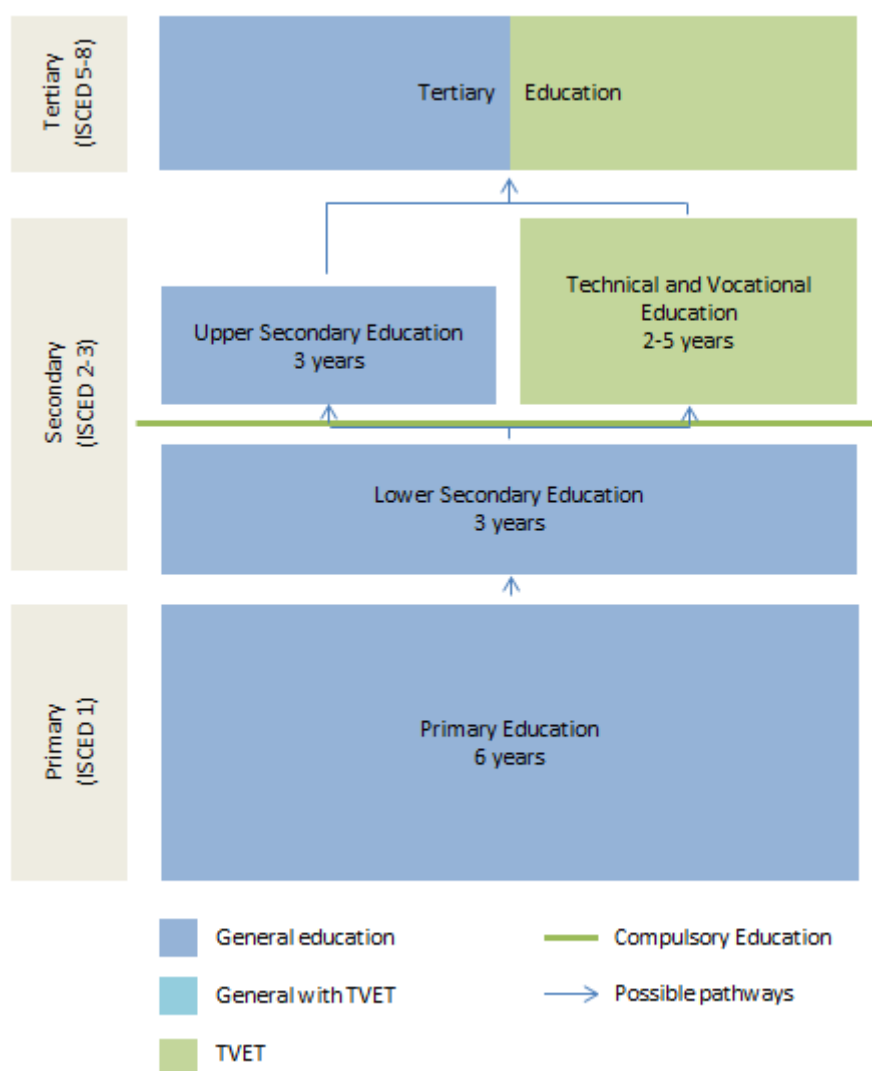 Tertiary
(ISCED 5-8)
Tertiary Education
Secondary
(ISCED 2-3)
Upper Secondary Education
3 years
Technical and Vocational
Education
2-5 years
Lower Secondary Education
3 years
Primary
(ISCED 1)
Primary Education
6 years
General education
Compulsory Education
General with TVET
Possible pathways
TVET